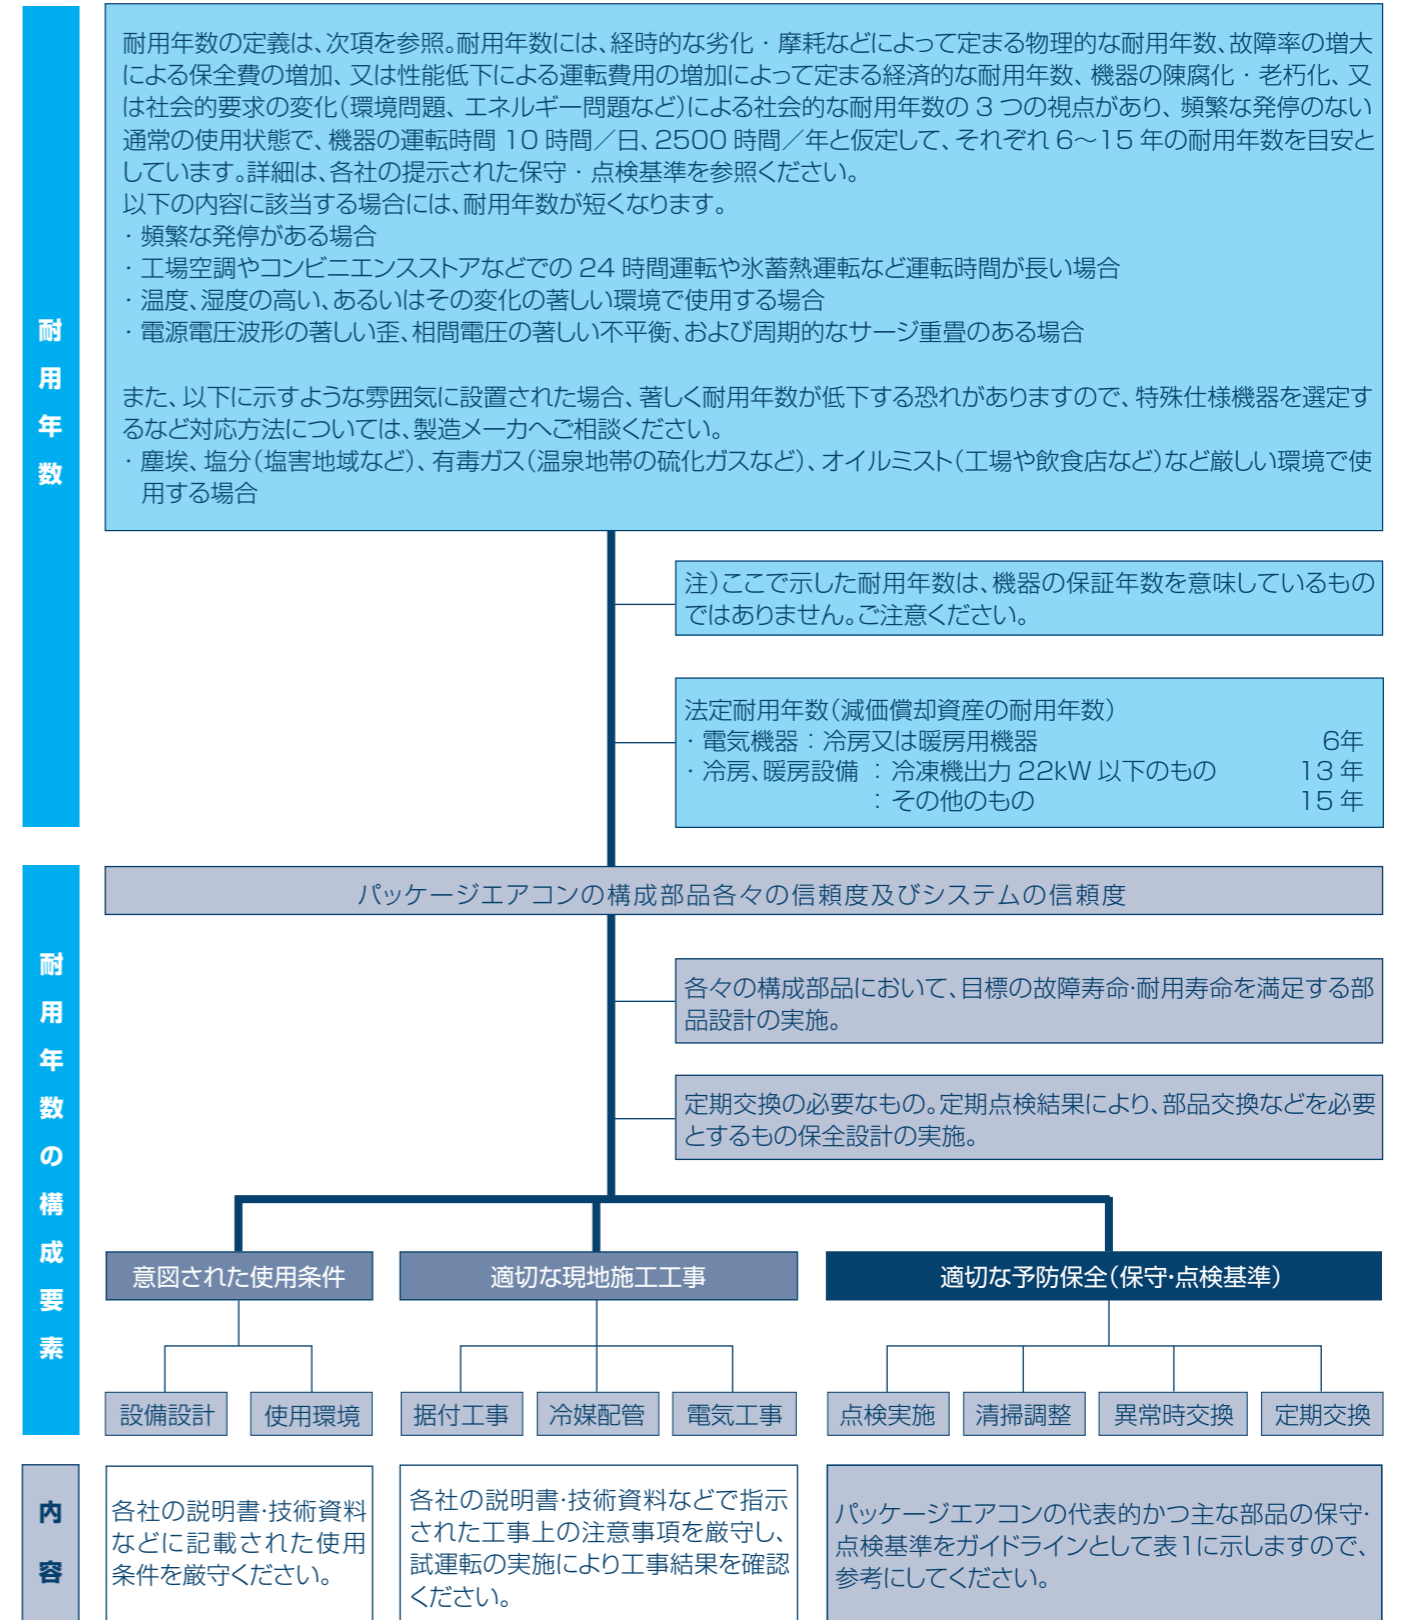 耐用年数
耐用年数の定義は、次項を参照。耐用年数には、経時的な劣化・摩耗などによって定まる物理的な耐用年数、故障率の増大
による保全費の増加、又は性能低下による運転費用の増加によって定まる経済的な耐用年数、機器の陳腐化・老朽化、又
は社会的要求の変化（環境問題、エネルギー問題など）による社会的な耐用年数の 3 つの視点があり、頻繁な発停のない
通常の使用状態で、機器の運転時間 10 時間／日、2500 時間／年と仮定して、それぞれ 6～15 年の耐用年数を目安と
しています。詳細は、各社の提示された保守・点検基準を参照ください。
以下の内容に該当する場合には、耐用年数が短くなります。
・頻繁な発停がある場合
・工場空調やコンビニエンスストアなどでの 24 時間運転や氷蓄熱運転など運転時間が長い場合
・温度、湿度の高い、あるいはその変化の著しい環境で使用する場合
・電源電圧波形の著しい歪、相間電圧の著しい不平衡、および周期的なサージ重畳のある場合
また、以下に示すような雰囲気に設置された場合、著しく耐用年数が低下する恐れがありますので、特殊仕様機器を選定す
るなど対応方法については、製造メーカへご相談ください。
・塵埃、塩分（塩害地域など）、有毒ガス（温泉地帯の硫化ガスなど）、オイルミスト（工場や飲食店など）など厳しい環境で使
用する場合
注）ここで示した耐用年数は、機器の保証年数を意味しているもの
ではありません。ご注意ください。
法定耐用年数（減価償却資産の耐用年数）
・電気機器：冷房又は暖房用機器 6年
・冷房、暖房設備 ：冷凍機出力 22kW 以下のもの 13 年
：その他のもの 15 年
耐用年数の構成要素
パッケージエアコンの構成部品各々の信頼度及びシステムの信頼度
各々の構成部品において、目標の故障寿命・耐用寿命を満足する部
品設計の実施。
定期交換の必要なもの。定期点検結果により、部品交換などを必要
とするもの保全設計の実施。
意図された使用条件 適切な現地施工工事 適切な予防保全（保守・点検基準）
設備設計 使用環境 据付工事 冷媒配管 電気工事 点検実施 清掃調整 異常時交換 定期交換
内容
各社の説明書・技術資料
などに記載された使用
条件を厳守ください。
各社の説明書・技術資料などで指示
された工事上の注意事項を厳守し、
試運転の実施により工事結果を確認
ください。
パッケージエアコンの代表的かつ主な部品の保守・
点検基準をガイドラインとして表1に示しますので、
参考にしてください。